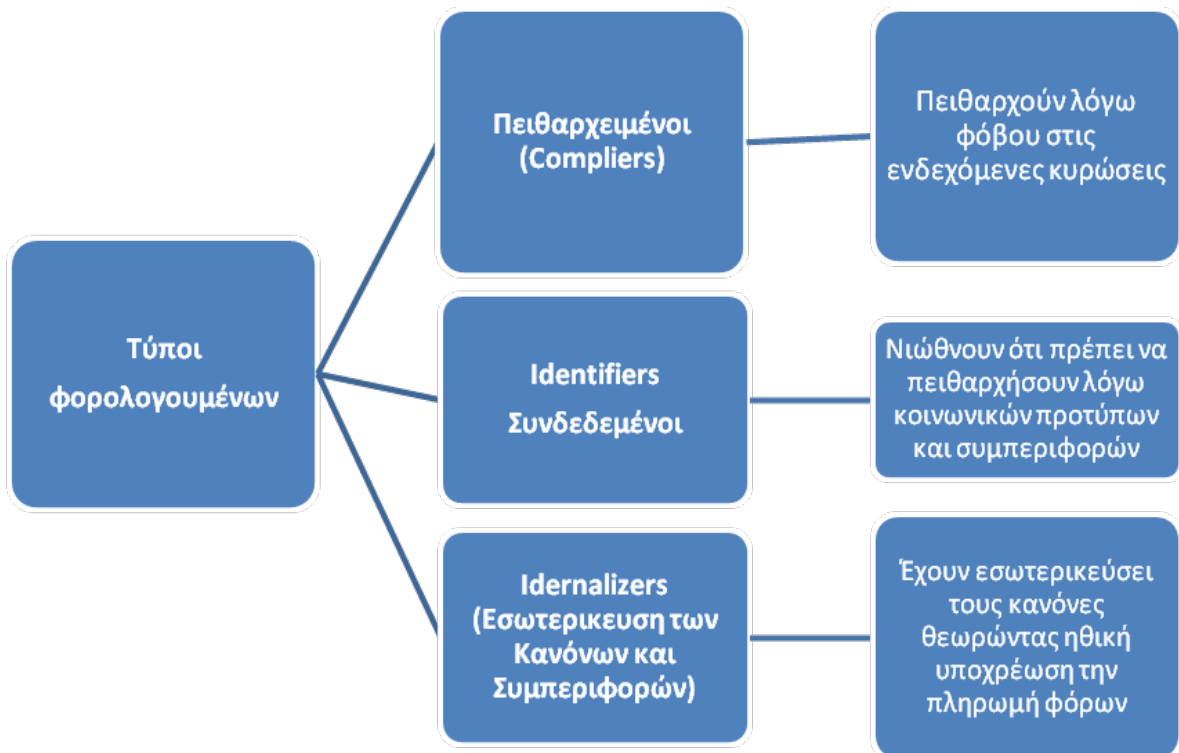 Τύποι
φορολογουμένων
Πειθαρχειμένοι
(Compliers)
Πειθαρχούν λόγω
φόβου στις
ενδεχόμενες κυρώσεις
Identifiers
Συνδεδεμένοι
Νιώθνουν ότι πρέπει να
πειθαρχήσουν λόγω
κοινωνικών προτύπων
και συμπεριφορών
Idernalizers
(Εσωτερικευση των
Κανόνων και
Συμπεριφορών)
Έχουν εσωτερικεύσει
τους κανόνες
θεωρώντας ηθική
υποχρέωση την
πληρωμή φόρων